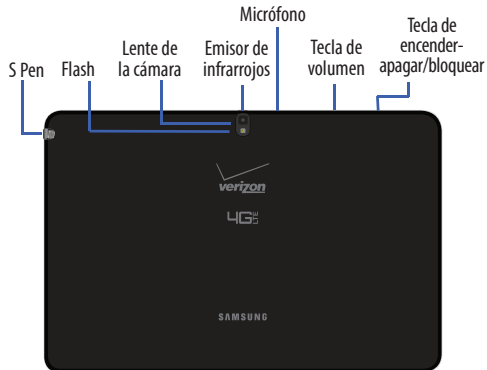 Micrófono
Tecla de
encender-
apagar/bloquear
Lente de
la cámara
Emisor de
infrarrojos
Tecla de
volumen
S Pen
Flash
verizon
4G LTE
SAMSUNG